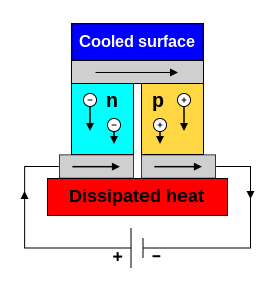 Cooled surface
n p
− +
− +
Dissipated heat
+ −